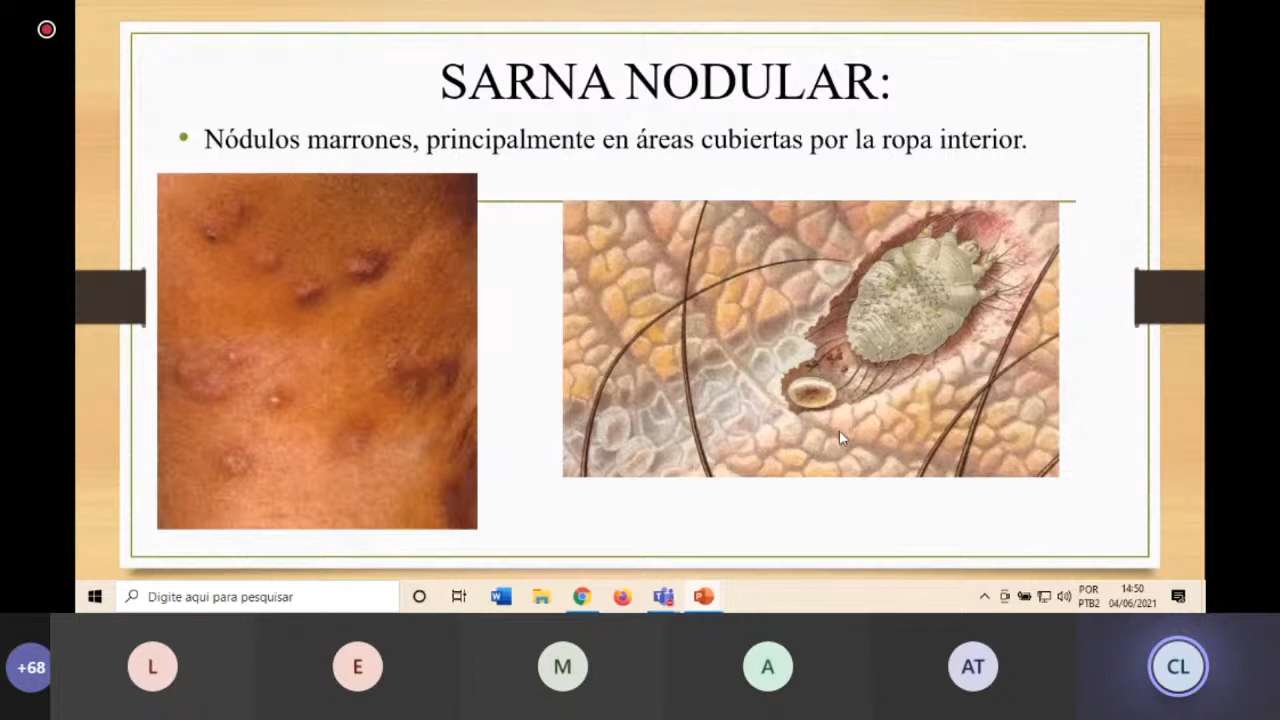 SARNA NODULAR:
• Nódulos marrones, principalmente en áreas cubiertas por la ropa interior.
Digite aqui para pesquisar
POR
PTB2
14:50
04/06/2021
+68
L
E
M
A
AT
CL